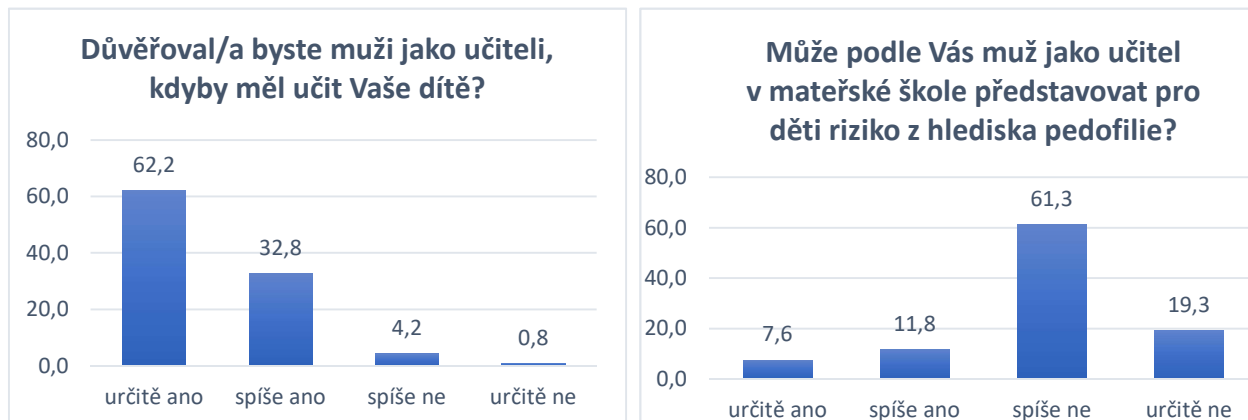 Důvěřoval/a byste muži jako učiteli,
kdyby měl učit Vaše dítě?
80,0
60,0
40,0
20,0
0,0
62,2
32,8
4,2
0,8
určitě ano
spíše ano
spíše ne
určitě ne
Může podle Vás muž jako učitel
v mateřské škole představovat pro
děti riziko z hlediska pedofilie?
80,0
60,0
40,0
20,0
0,0
7,6
11,8
61,3
19,3
určitě ano
spíše ano
spíše ne
určitě ne